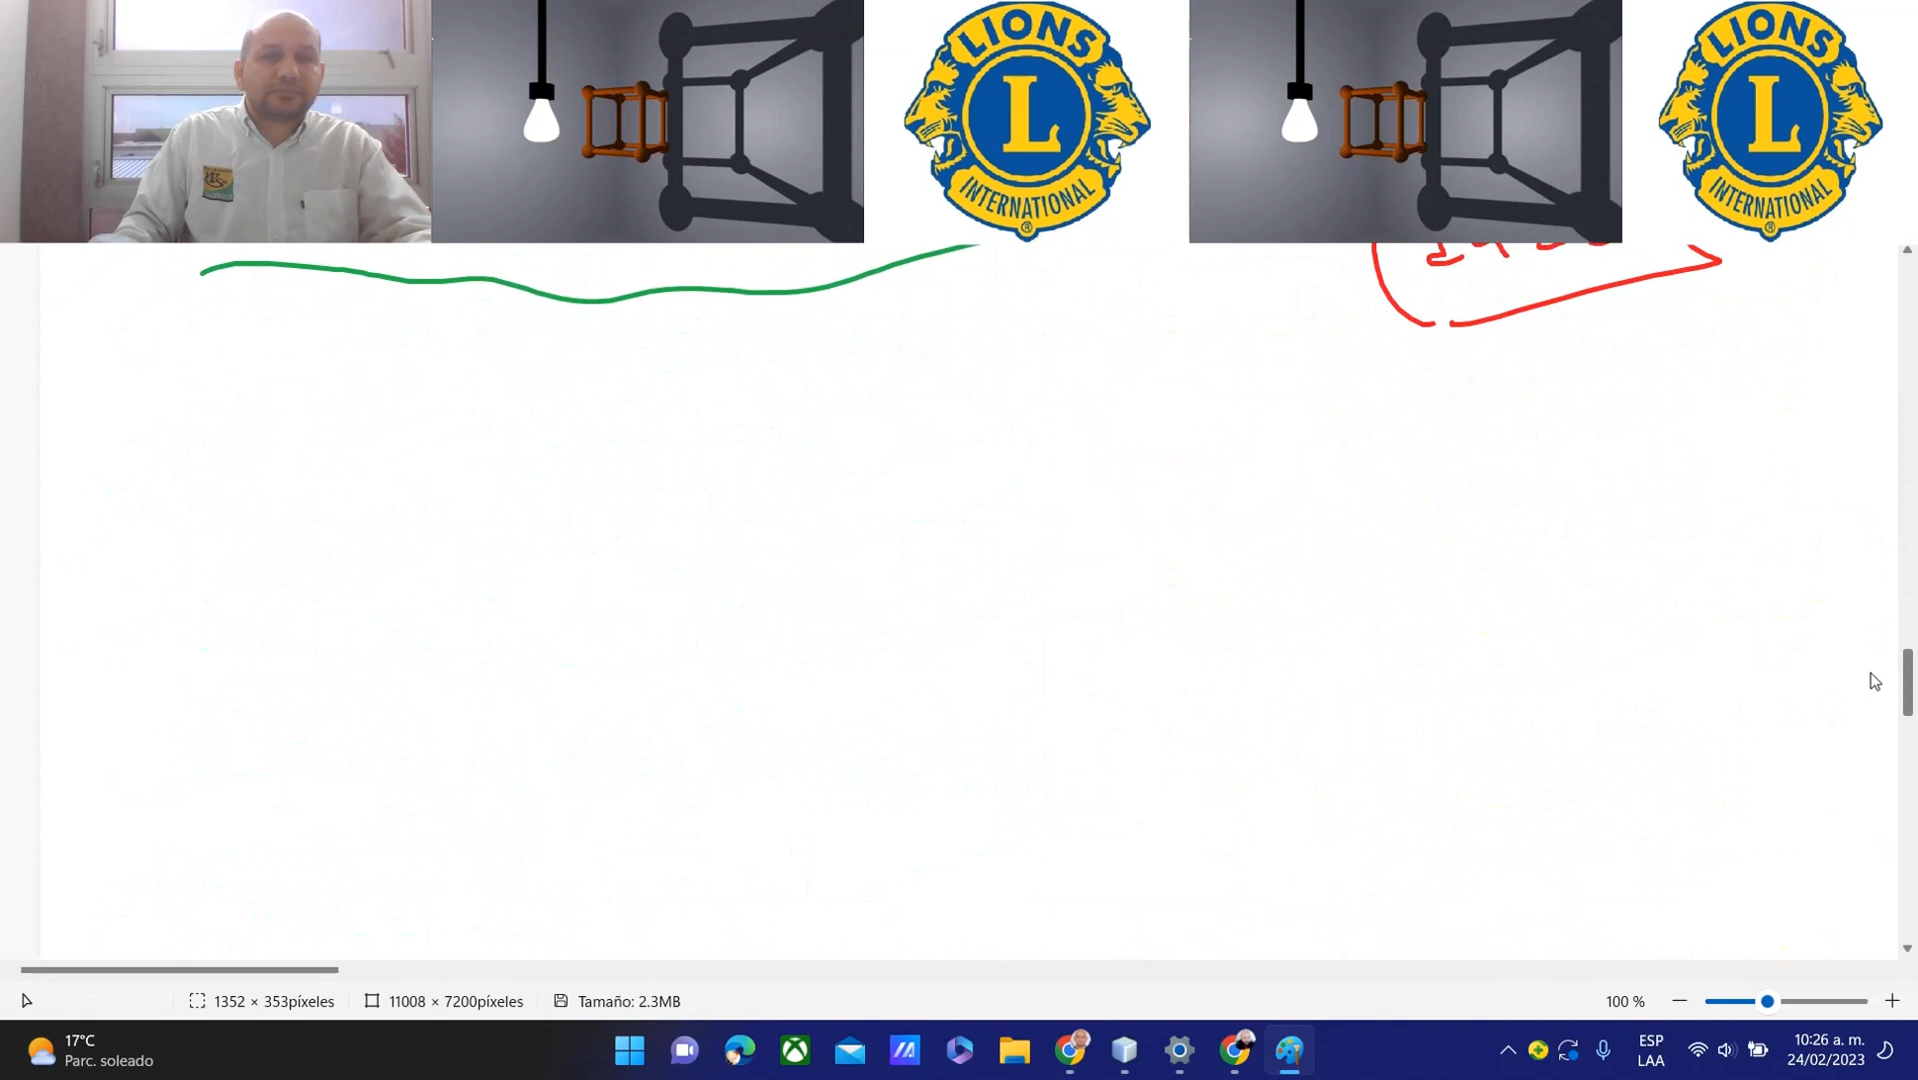 LIONS
L
INTERNATIONAL
®
LIONS
L
INTERNATIONAL
®
1352 × 353píxeles
11008 × 7200píxeles
Tamaño: 2.3MB
100 %
17°C
Parc. soleado
ESP
LAA
10:26 a. m.
24/02/2023